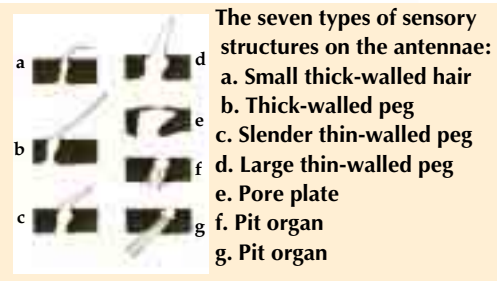 The seven types of sensory
structures on the antennae:
a. Small thick-walled hair
b. Thick-walled peg
c. Slender thin-walled peg
d. Large thin-walled peg
e. Pore plate
f. Pit organ
g. Pit organ
a
b
c
d
e
f
g